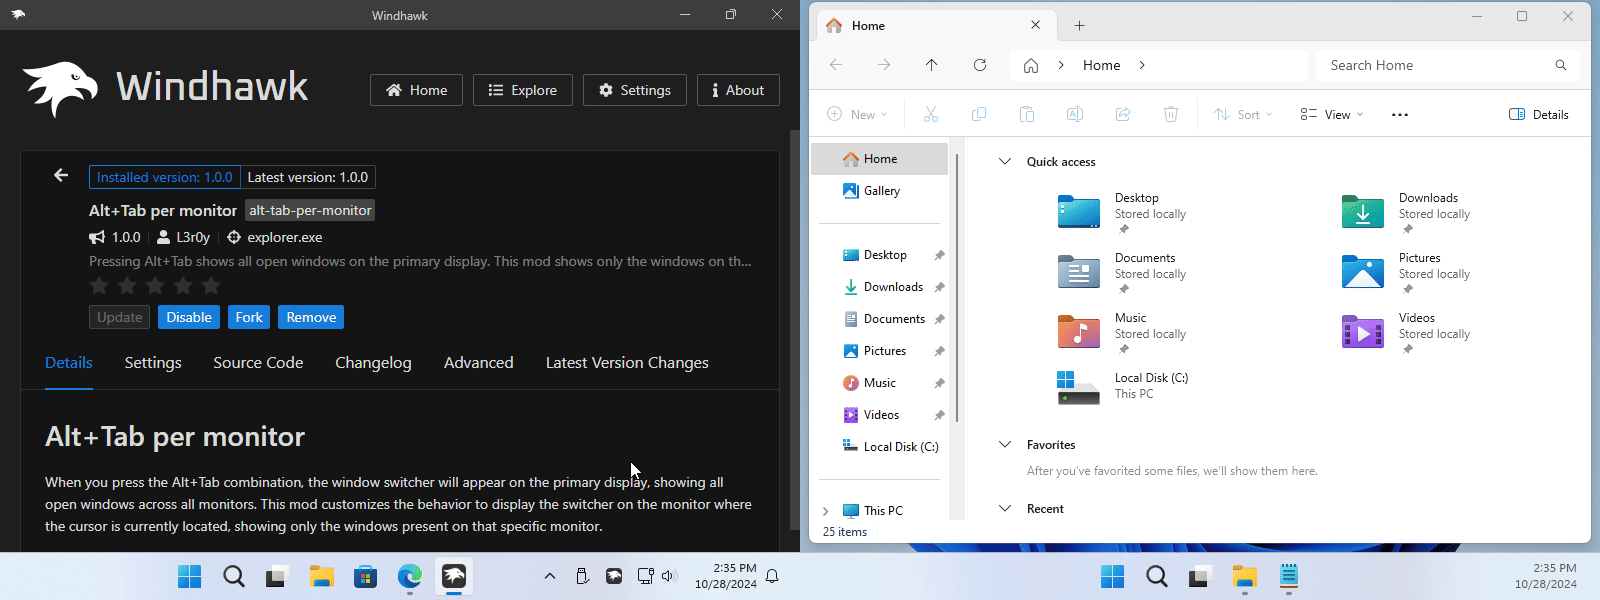 Windhawk
Windhawk
Home
Explore
Settings
About
Installed version: 1.0.0
Latest version: 1.0.0
Alt+Tab per monitor
alt-tab-per-monitor
1.0.0
L3r0y
explorer.exe
Pressing Alt+Tab shows all open windows on the primary display. This mod shows only the windows on th...
Update
Disable
Fork
Remove
Details
Settings
Source Code
Changelog
Advanced
Latest Version Changes
Alt+Tab per monitor
When you press the Alt+Tab combination, the window switcher will appear on the primary display, showing all
open windows across all monitors. This mod customizes the behavior to display the switcher on the monitor where
the cursor is currently located, showing only the windows present on that specific monitor.
2:35 PM
10/28/2024
Home
Home
Search Home
New
Sort
View
Details
Home
Gallery
Desktop
Downloads
Documents
Pictures
Music
Videos
Local Disk (C:)
This PC
25 items
Quick access
Desktop
Stored locally
Downloads
Stored locally
Documents
Stored locally
Pictures
Stored locally
Music
Stored locally
Videos
Stored locally
Local Disk (C:)
This PC
Favorites
After you've favorited some files, we'll show them here.
Recent
2:35 PM
10/28/2024